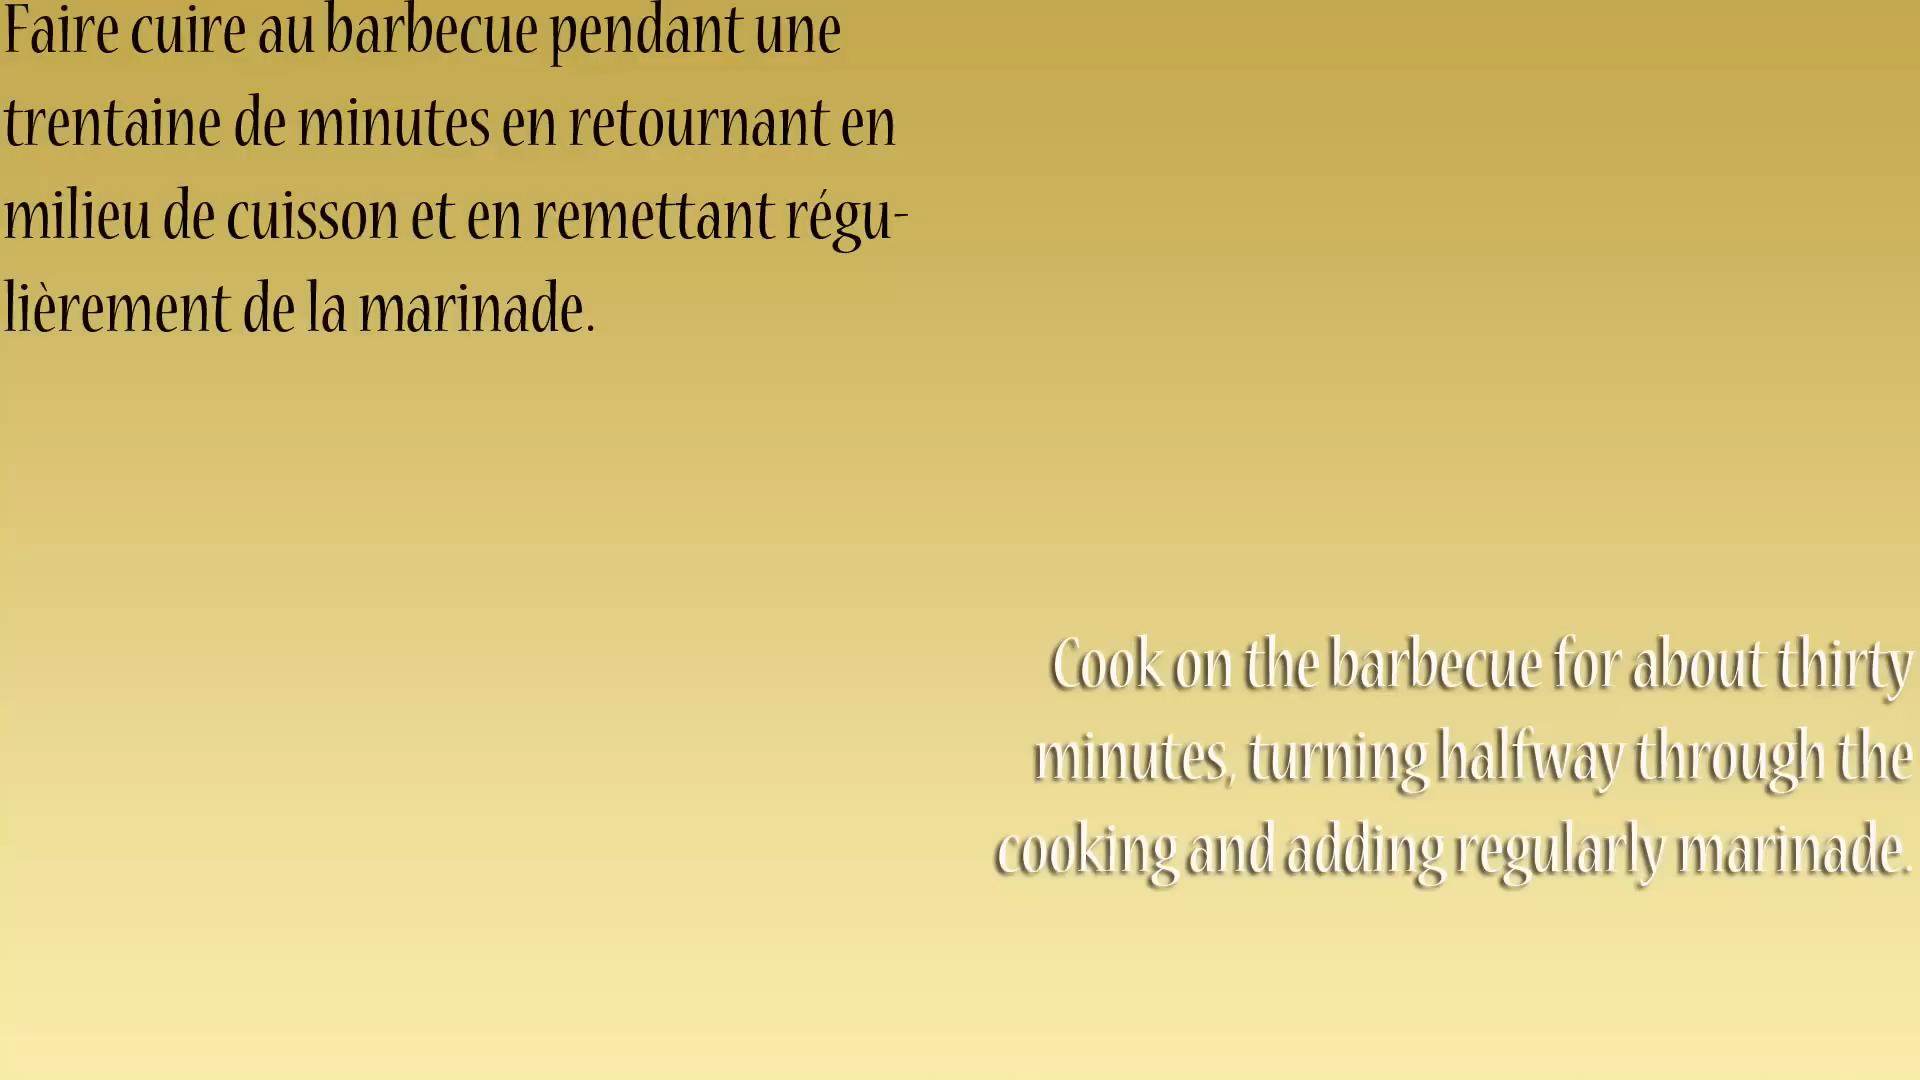 Faire cuire au barbecue pendant une
trentaine de minutes en retournant en
milieu de cuisson et en remettant régu-
lièrement de la marinade.
Cook on the barbecue for about thirty
minutes, turning halfway through the
cooking and adding regularly marinade.